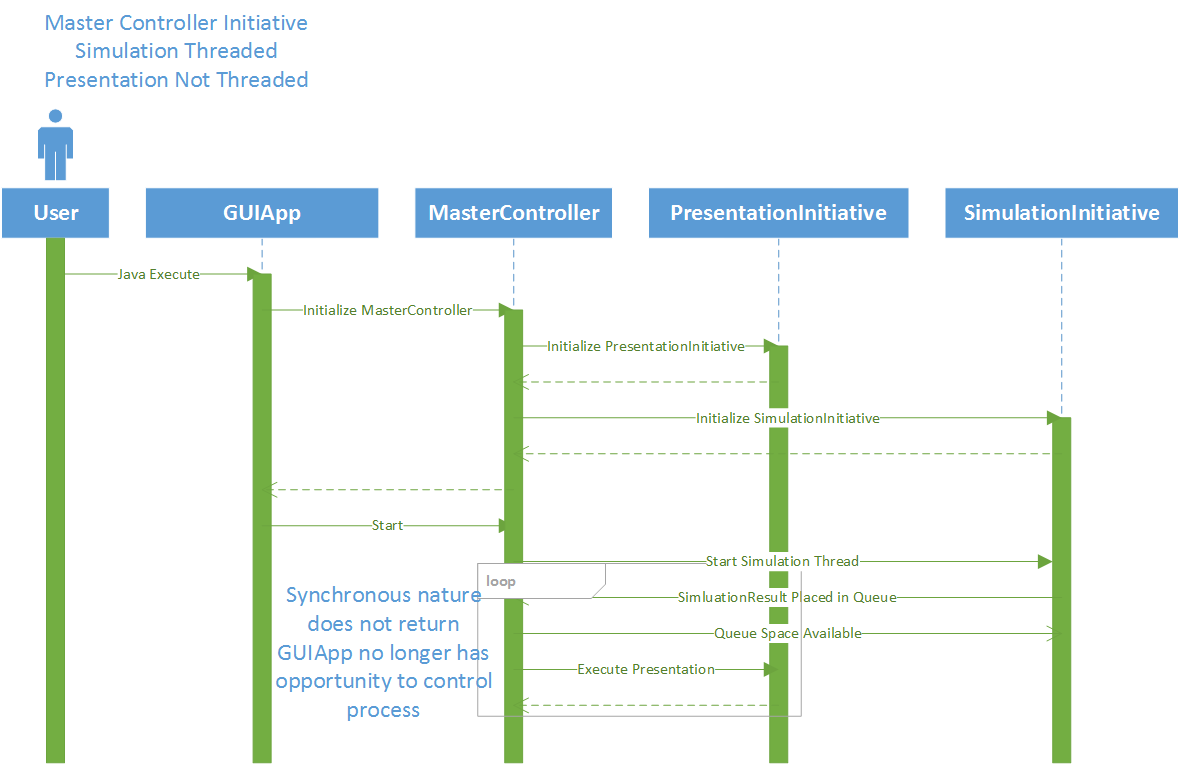 Master Controller Initiative
Simulation Threaded
Presentation Not Threaded
User
GUIApp
MasterController
PresentationInitiative
SimulationInitiative
Java Execute
Initialize MasterController
Initialize PresentationInitiative
Initialize SimulationInitiative
Start
Start Simulation Thread
loop
SimluationResult Placed in Queue
Queue Space Available
Execute Presentation
Synchronous nature
does not return
GUIApp no longer has
opportunity to control
process